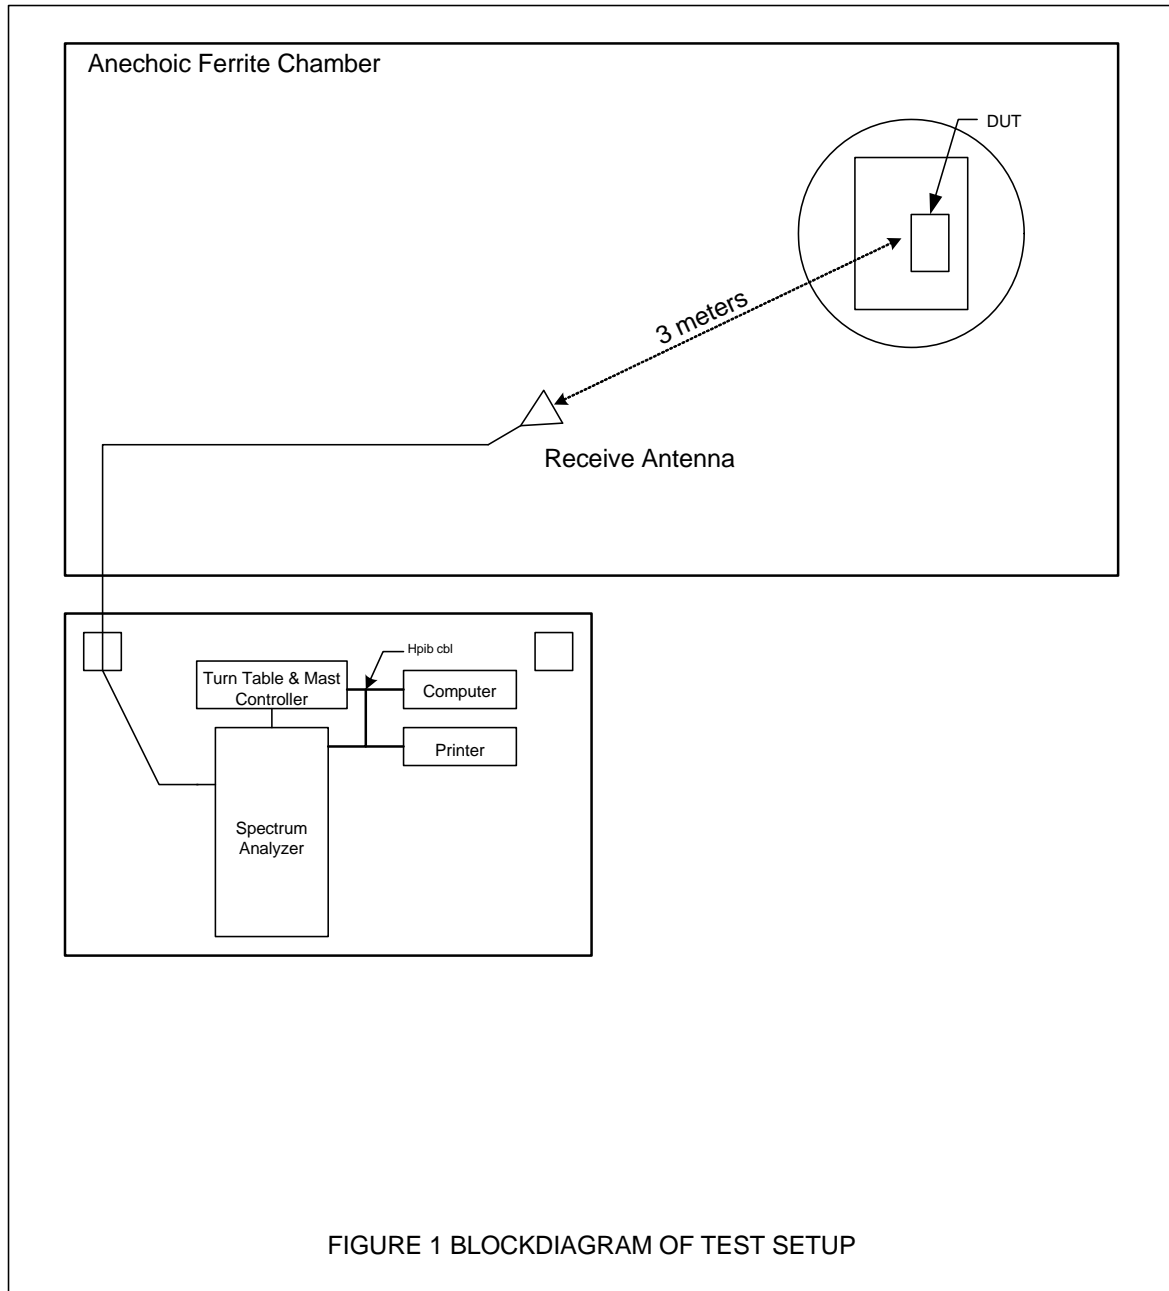 Anechoic Ferrite Chamber
DUT
3 meters
Receive Antenna
Hpib cbl
Turn Table & Mast
Controller
Computer
Printer
Spectrum
Analyzer
FIGURE 1 BLOCKDIAGRAM OF TEST SETUP